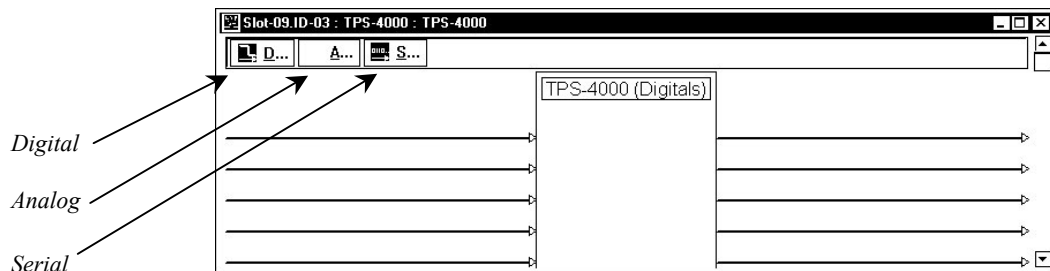 Slot-09.ID-03 : TPS-4000 : TPS-4000
D... A... S...
TPS-4000 (Digitals)
Digital
Analog
Serial